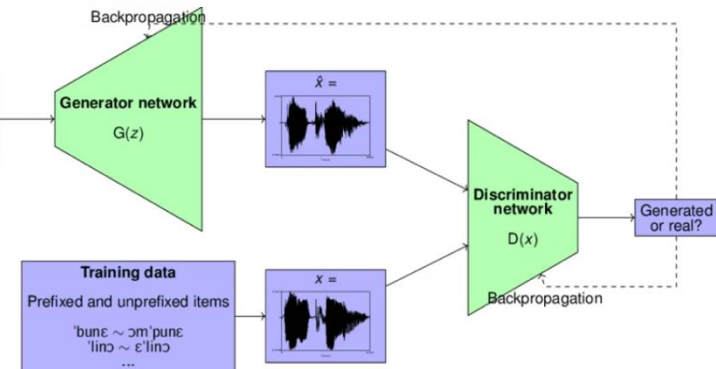 Backpropagation
Generator network
G(z)
x̂ =
Discriminator
network
D(x)
Generated
or real?
Training data
Prefixed and unprefixed items
ˈbunɛ ∼ ɔmˈpunɛ
ˈlinɔ ∼ ɛˈlinɔ
...
x =
Backpropagation